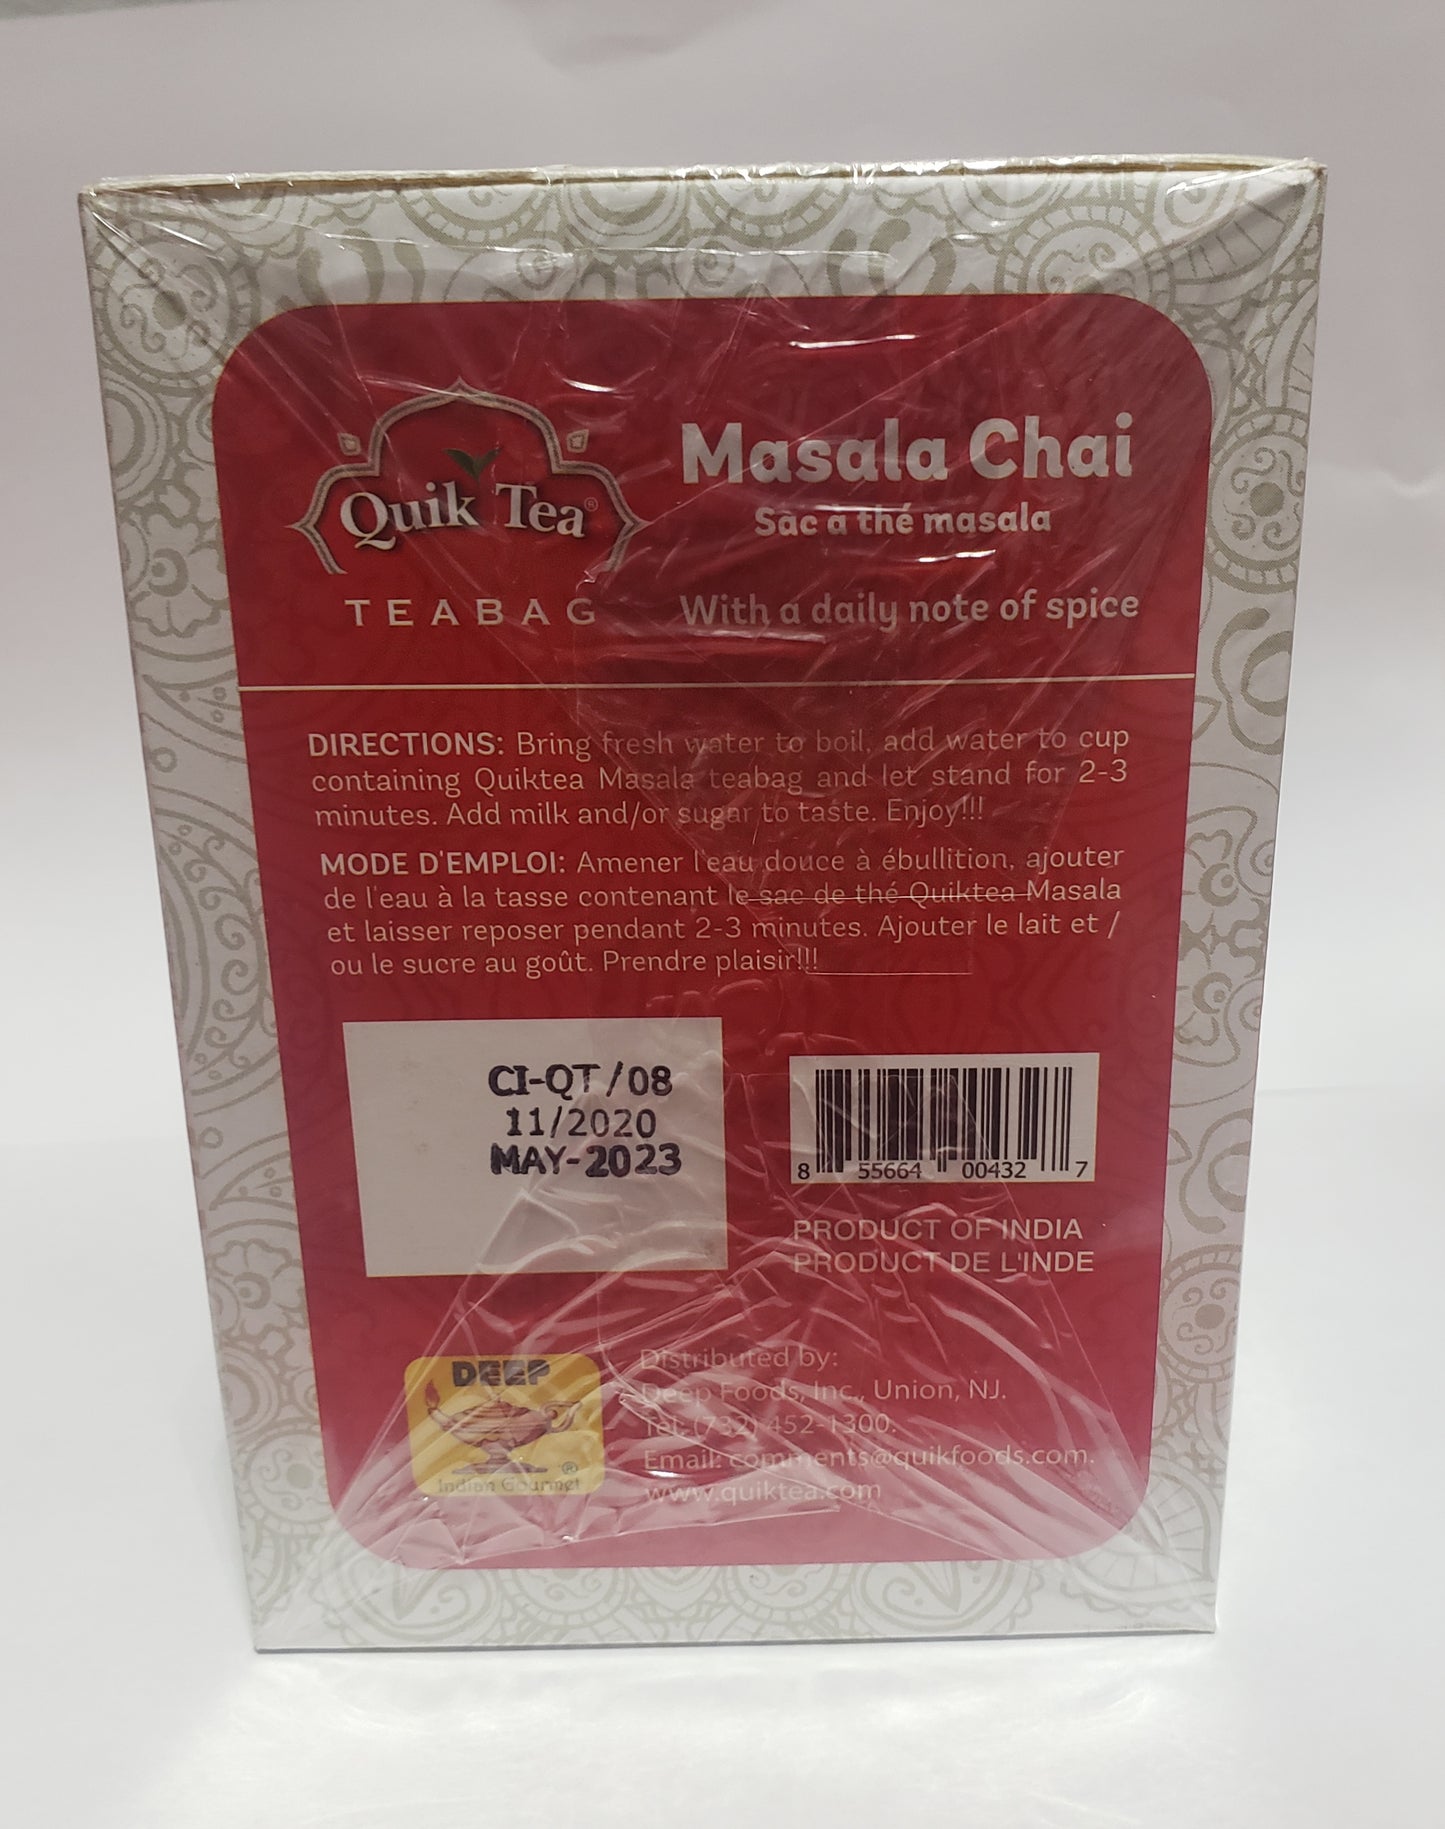 Quik Tea®
TEABAG
Masala Chai
Sac a thé masala
With a daily note of spice
DIRECTIONS: Bring fresh water to boil, add water to cup
containing Quiktea Masala teabag and let stand for 2-3
minutes. Add milk and/or sugar to taste. Enjoy!!!
MODE D'EMPLOI: Amener l'eau douce à ébullition, ajouter
de l'eau à la tasse contenant le sac de thé Quiktea Masala
et laisser reposer pendant 2-3 minutes. Ajouter le lait et /
ou le sucre au goût. Prendre plaisir!!!
CI-QT/08
11/2020
MAY-2023
8 55664 00432 7
PRODUCT OF INDIA
PRODUCT DE L'INDE
DEEP
Indian Gourmet
®
Distributed by:
Deep Foods, Inc., Union, NJ.
Tel: (732) 452-1300.
Email: comments@quikfoods.com.
www.quiktea.com